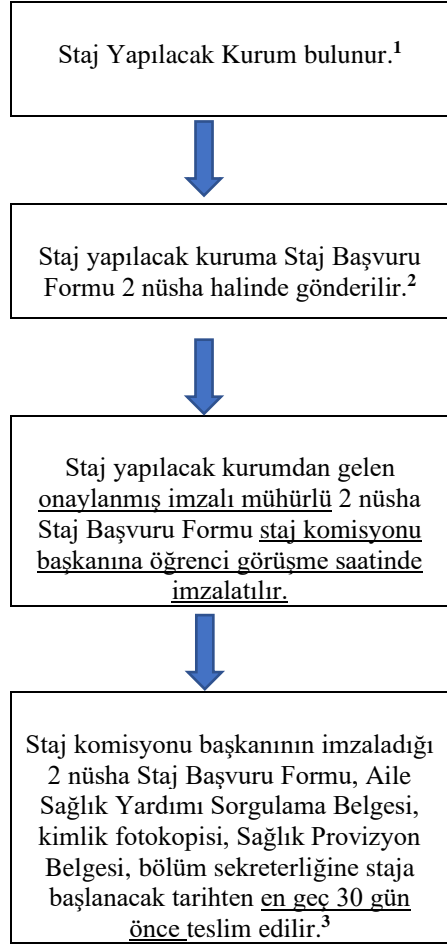 Staj Yapılacak Kurum bulunur.¹
Staj yapılacak kuruma Staj Başvuru
Formu 2 nüsha halinde gönderilir.²
Staj yapılacak kurumdan gelen
onaylanmış imzalı mühürlü 2 nüsha
Staj Başvuru Formu staj komisyonu
başkanına öğrenci görüşme saatinde
imzalatılır.
Staj komisyonu başkanının imzaladığı
2 nüsha Staj Başvuru Formu, Aile
Sağlık Yardımı Sorgulama Belgesi,
kimlik fotokopisi, Sağlık Provizyon
Belgesi, bölüm sekreterliğine staja
başlanacak tarihten en geç 30 gün
önce teslim edilir.³